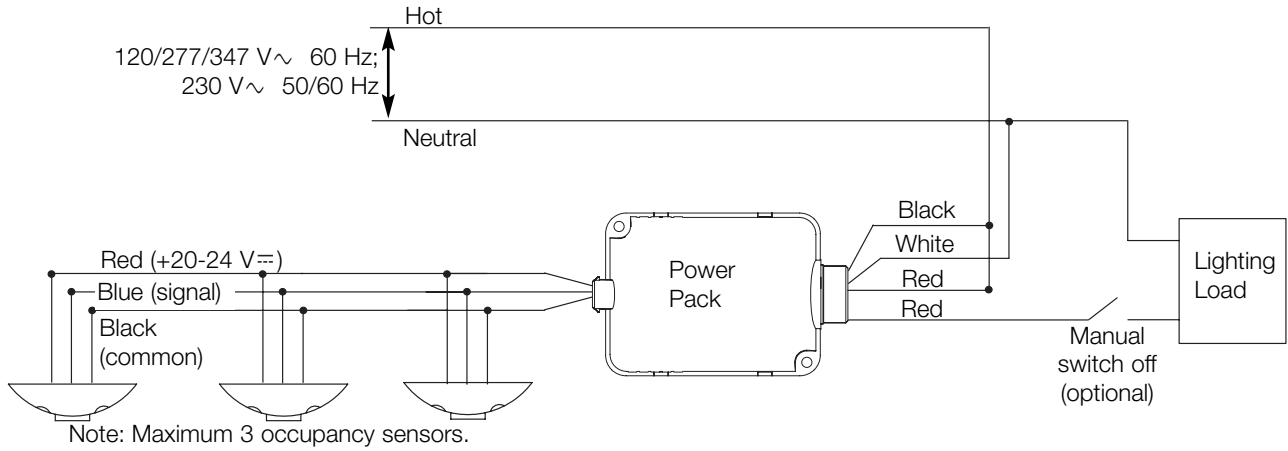 Hot
120/277/347 V∿ 60 Hz;
230 V∿ 50/60 Hz
Neutral
Black
White
Red
Red
Power
Pack
Lighting
Load
Manual
switch off
(optional)
Red (+20-24 V⎓)
Blue (signal)
Black
(common)
Note: Maximum 3 occupancy sensors.